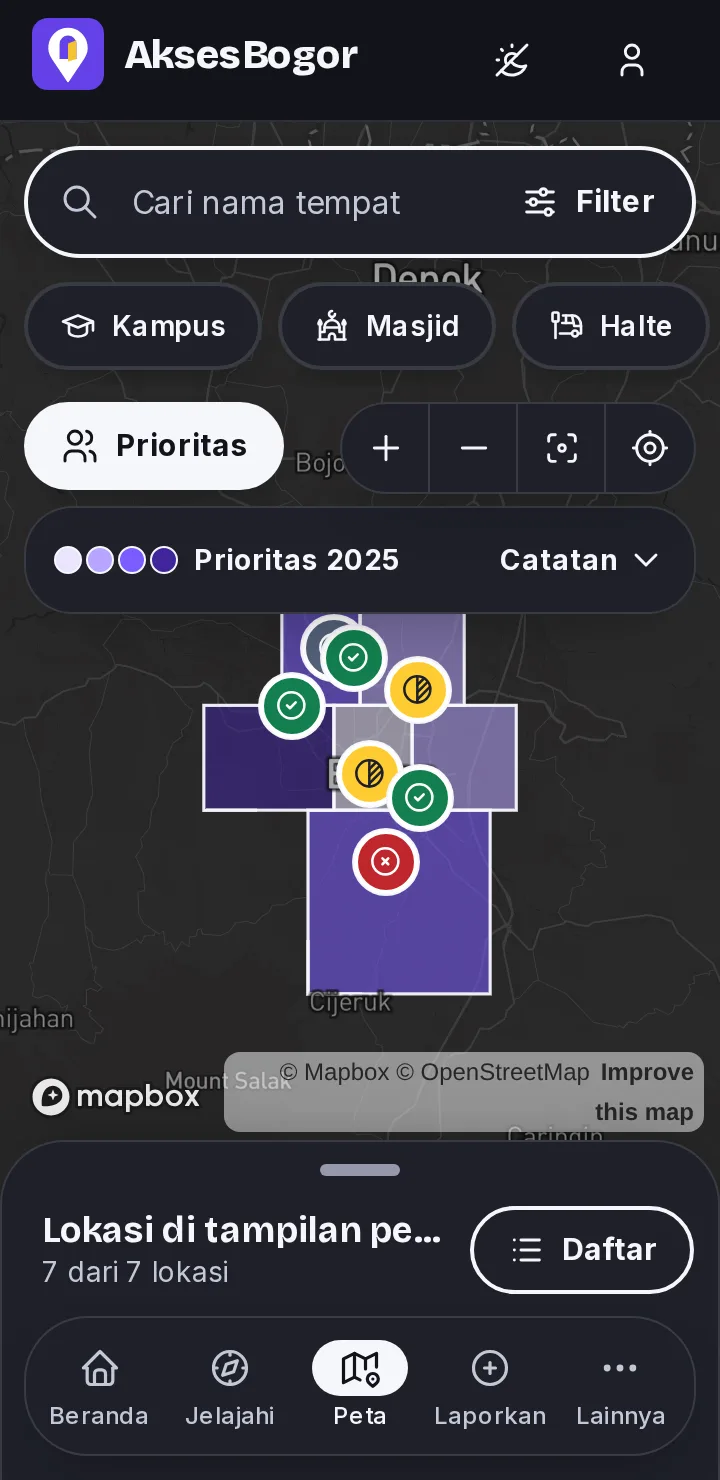 AksesBogor
Cari nama tempat
Filter
Depok
Kampus
Masjid
Halte
Prioritas
Prioritas 2025
Catatan
Cijeruk
Mount Salak
mapbox
© Mapbox © OpenStreetMap Improve
this map
Caringin
Lokasi di tampilan pe...
7 dari 7 lokasi
Daftar
Beranda
Jelajahi
Peta
Laporkan
Lainnya